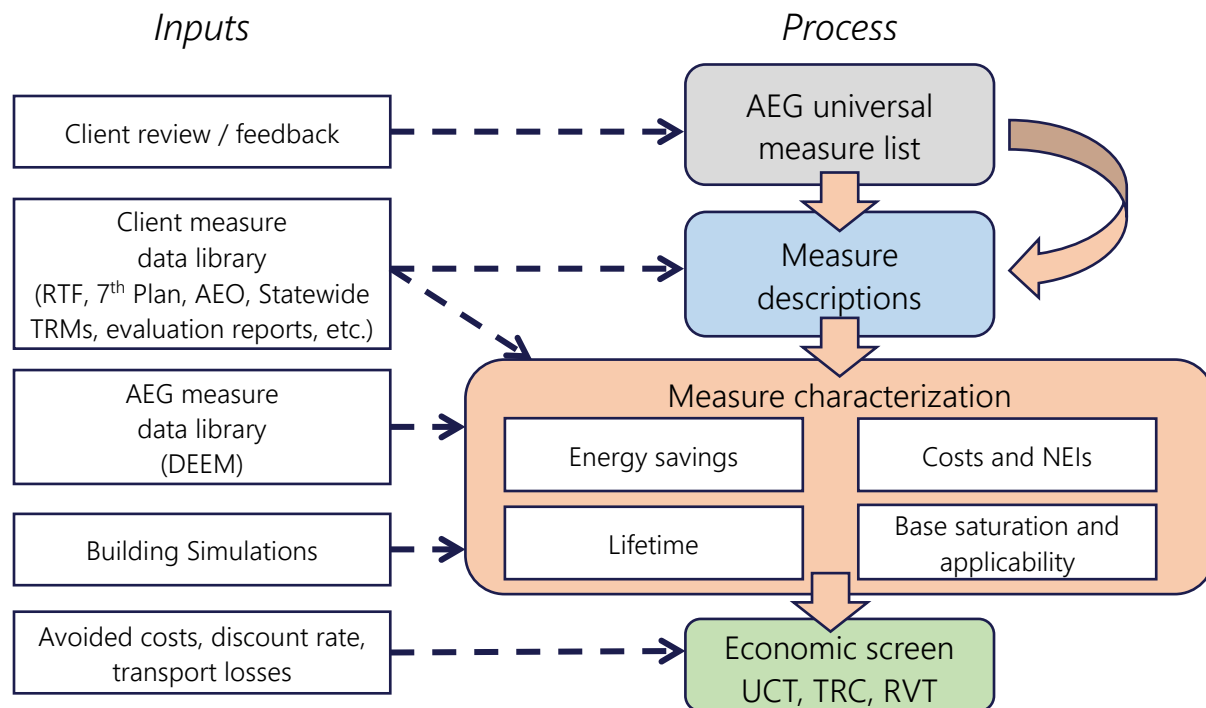 Inputs
Process
Client review / feedback
AEG universal
measure list
Client measure
data library
(RTF, 7th Plan, AEO, Statewide
TRMs, evaluation reports, etc.)
Measure
descriptions
AEG measure
data library
(DEEM)
Measure characterization
Energy savings
Costs and NEIs
Building Simulations
Lifetime
Base saturation and
applicability
Avoided costs, discount rate,
transport losses
Economic screen
UCT, TRC, RVT